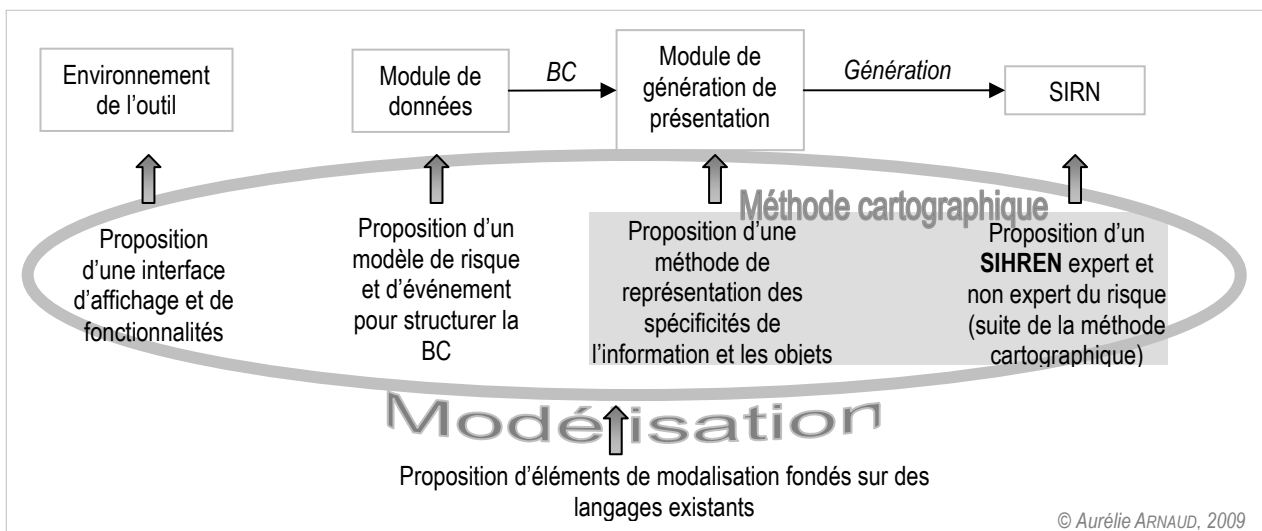 Environnement
de l'outil
Module de
données
BC
Module de
génération de
présentation
Génération
SIRN
Méthode cartographique
Proposition
d'une interface
d'affichage et de
fonctionnalités
Proposition d'un
modèle de risque
et d'événement
pour structurer la
BC
Proposition d'une
méthode de
représentation des
spécificités de
l'information et les objets
Proposition d'un
SIHREN expert et
non expert du risque
(suite de la méthode
cartographique)
Modélisation
Proposition d'éléments de modalisation fondés sur des
langages existants
© Aurélie ARNAUD, 2009